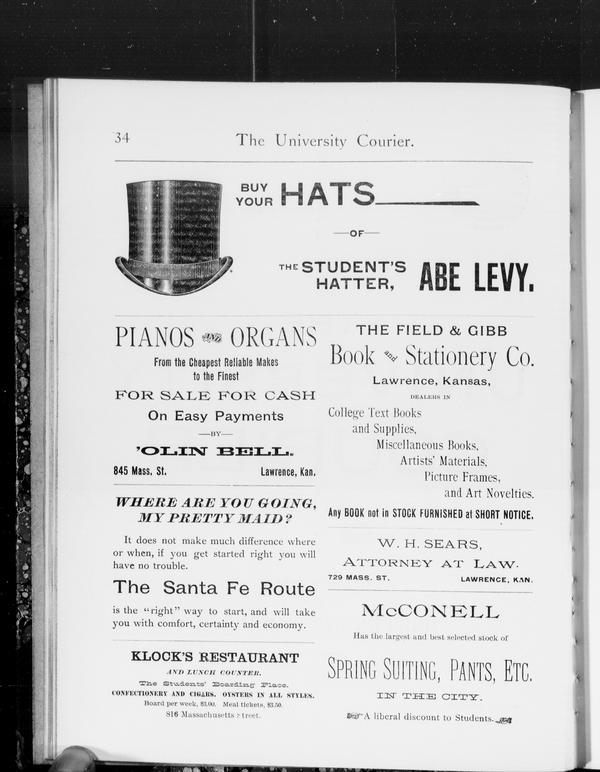 34
The University Courier.
BUY YOUR HATS
—OF—
THE STUDENT'S HATTER, ABE LEVY.
PIANOS AND ORGANS
From the Cheapest Reliable Makes
to the Finest
FOR SALE FOR CASH
On Easy Payments
—BY—
'OLIN BELL.
845 Mass, St. Lawrence, Kan.
WHERE ARE YOU GOING,
MY PRETTY MAID?
It does not make much difference where
or when, if you get started right you will
have no trouble.
The Santa Fe Route
is the "right" way to start, and will take
you with comfort, certainty and economy.
KLOCK'S RESTAURANT
AND LUNCH COUNTER.
The Students' Boarding Place.
CONFECTIONERY AND CIGARS. OYSTERS IN ALL STYLES.
Board per week, $3.00. Meal tickets, $3.50.
816 Massachusetts Street.
THE FIELD & GIBB
Book AND Stationery Co.
Lawrence, Kansas,
DEALERS IN
College Text Books
and Supplies,
Miscellaneous Books,
Artists' Materials,
Picture Frames,
and Art Novelties.
Any BOOK not in STOCK FURNISHED at SHORT NOTICE.
W. H. SEARS,
ATTORNEY AT LAW.
729 MASS. ST. LAWRENCE, KAN.
McCONELL
Has the largest and best selected stock of
SPRING SUITING, PANTS, ETC.
IN THE CITY.
A liberal discount to Students.